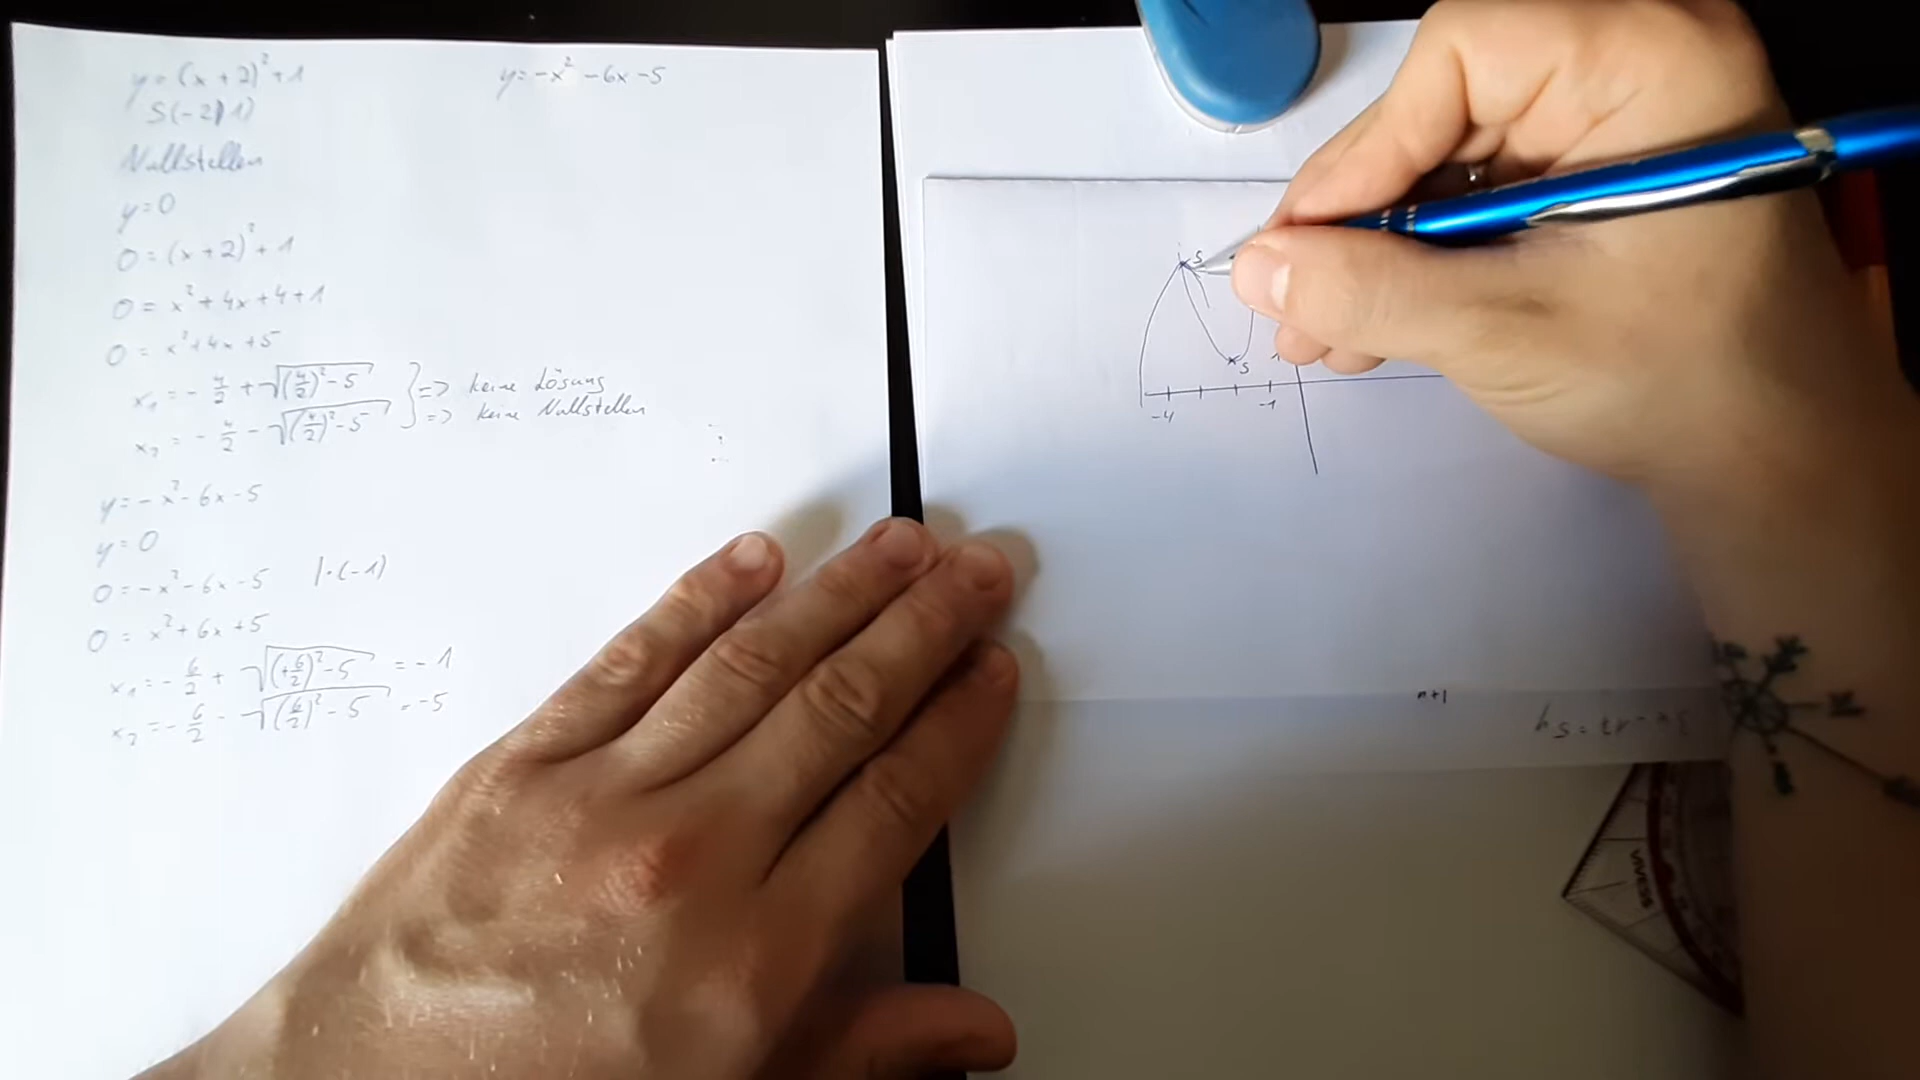 y = (x + 2)² + 1
S(-2|1)
Nullstellen
y = 0
0 = (x + 2)² + 1
0 = x² + 4x + 4 + 1
0 = x² + 4x + 5
x₁ = - 4/2 + √((4/2)² - 5) } => keine Lösung
x₂ = - 4/2 - √((4/2)² - 5) } => keine Nullstellen
y = -x² - 6x - 5
y = 0
0 = -x² - 6x - 5 | · (-1)
0 = x² + 6x + 5
x₁ = - 6/2 + √((+6/2)² - 5) = -1
x₂ = - 6/2 - √((6/2)² - 5) = -5
y = -x² - 6x - 5
S
S
1
-4 -1
n+1
VIVESS